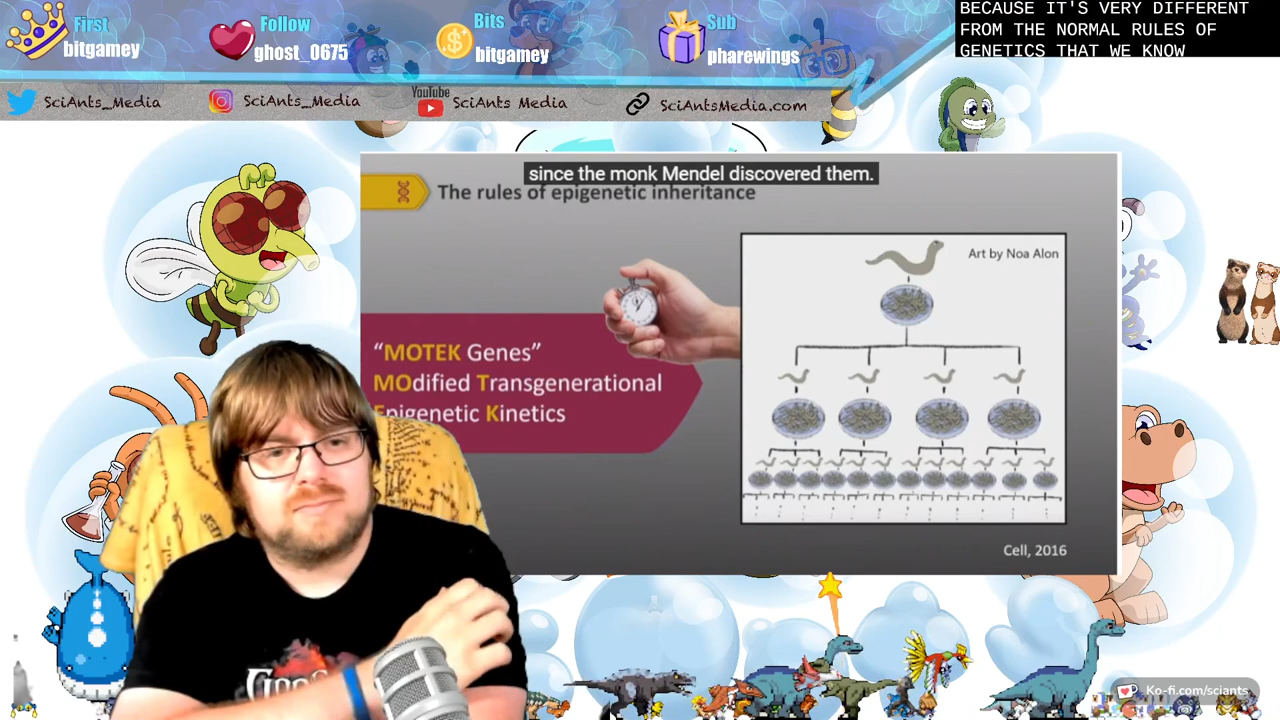 First
bitgamey
Follow
ghost_0675
Bits
bitgamey
Sub
pharewings
BECAUSE IT'S VERY DIFFERENT
FROM THE NORMAL RULES OF
GENETICS THAT WE KNOW
SciAnts_Media
SciAnts_Media
YouTube
SciAnts Media
SciAntsMedia.com
since the monk Mendel discovered them.
The rules of epigenetic inheritance
Art by Noa Alon
“MOTEK Genes”
MOdified Transgenerational
Epigenetic Kinetics
Cell, 2016
Ko-fi.com/sciants